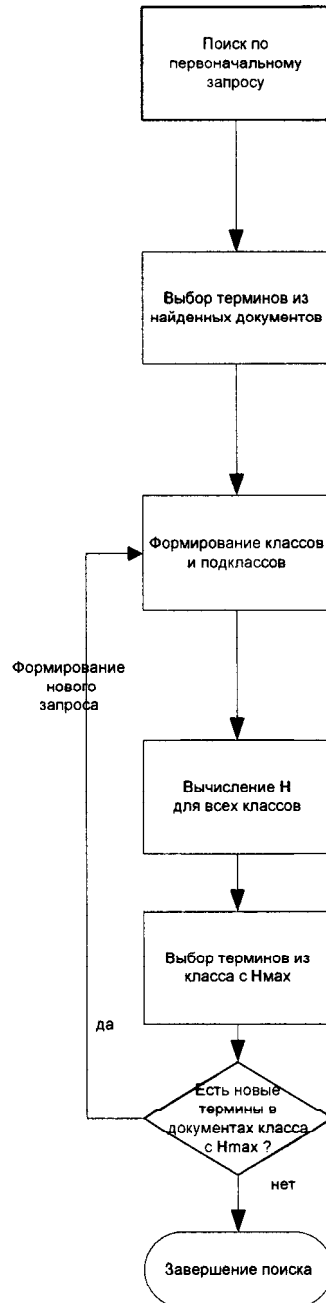 Поиск по
первоначальному
запросу
Выбор терминов из
найденных документов
Формирование классов
и подклассов
Формирование
нового
запроса
Вычисление H
для всех классов
Выбор терминов из
класса с Hмах
да
Есть новые
термины в
документах класса
с Hmax ?
нет
Завершение поиска